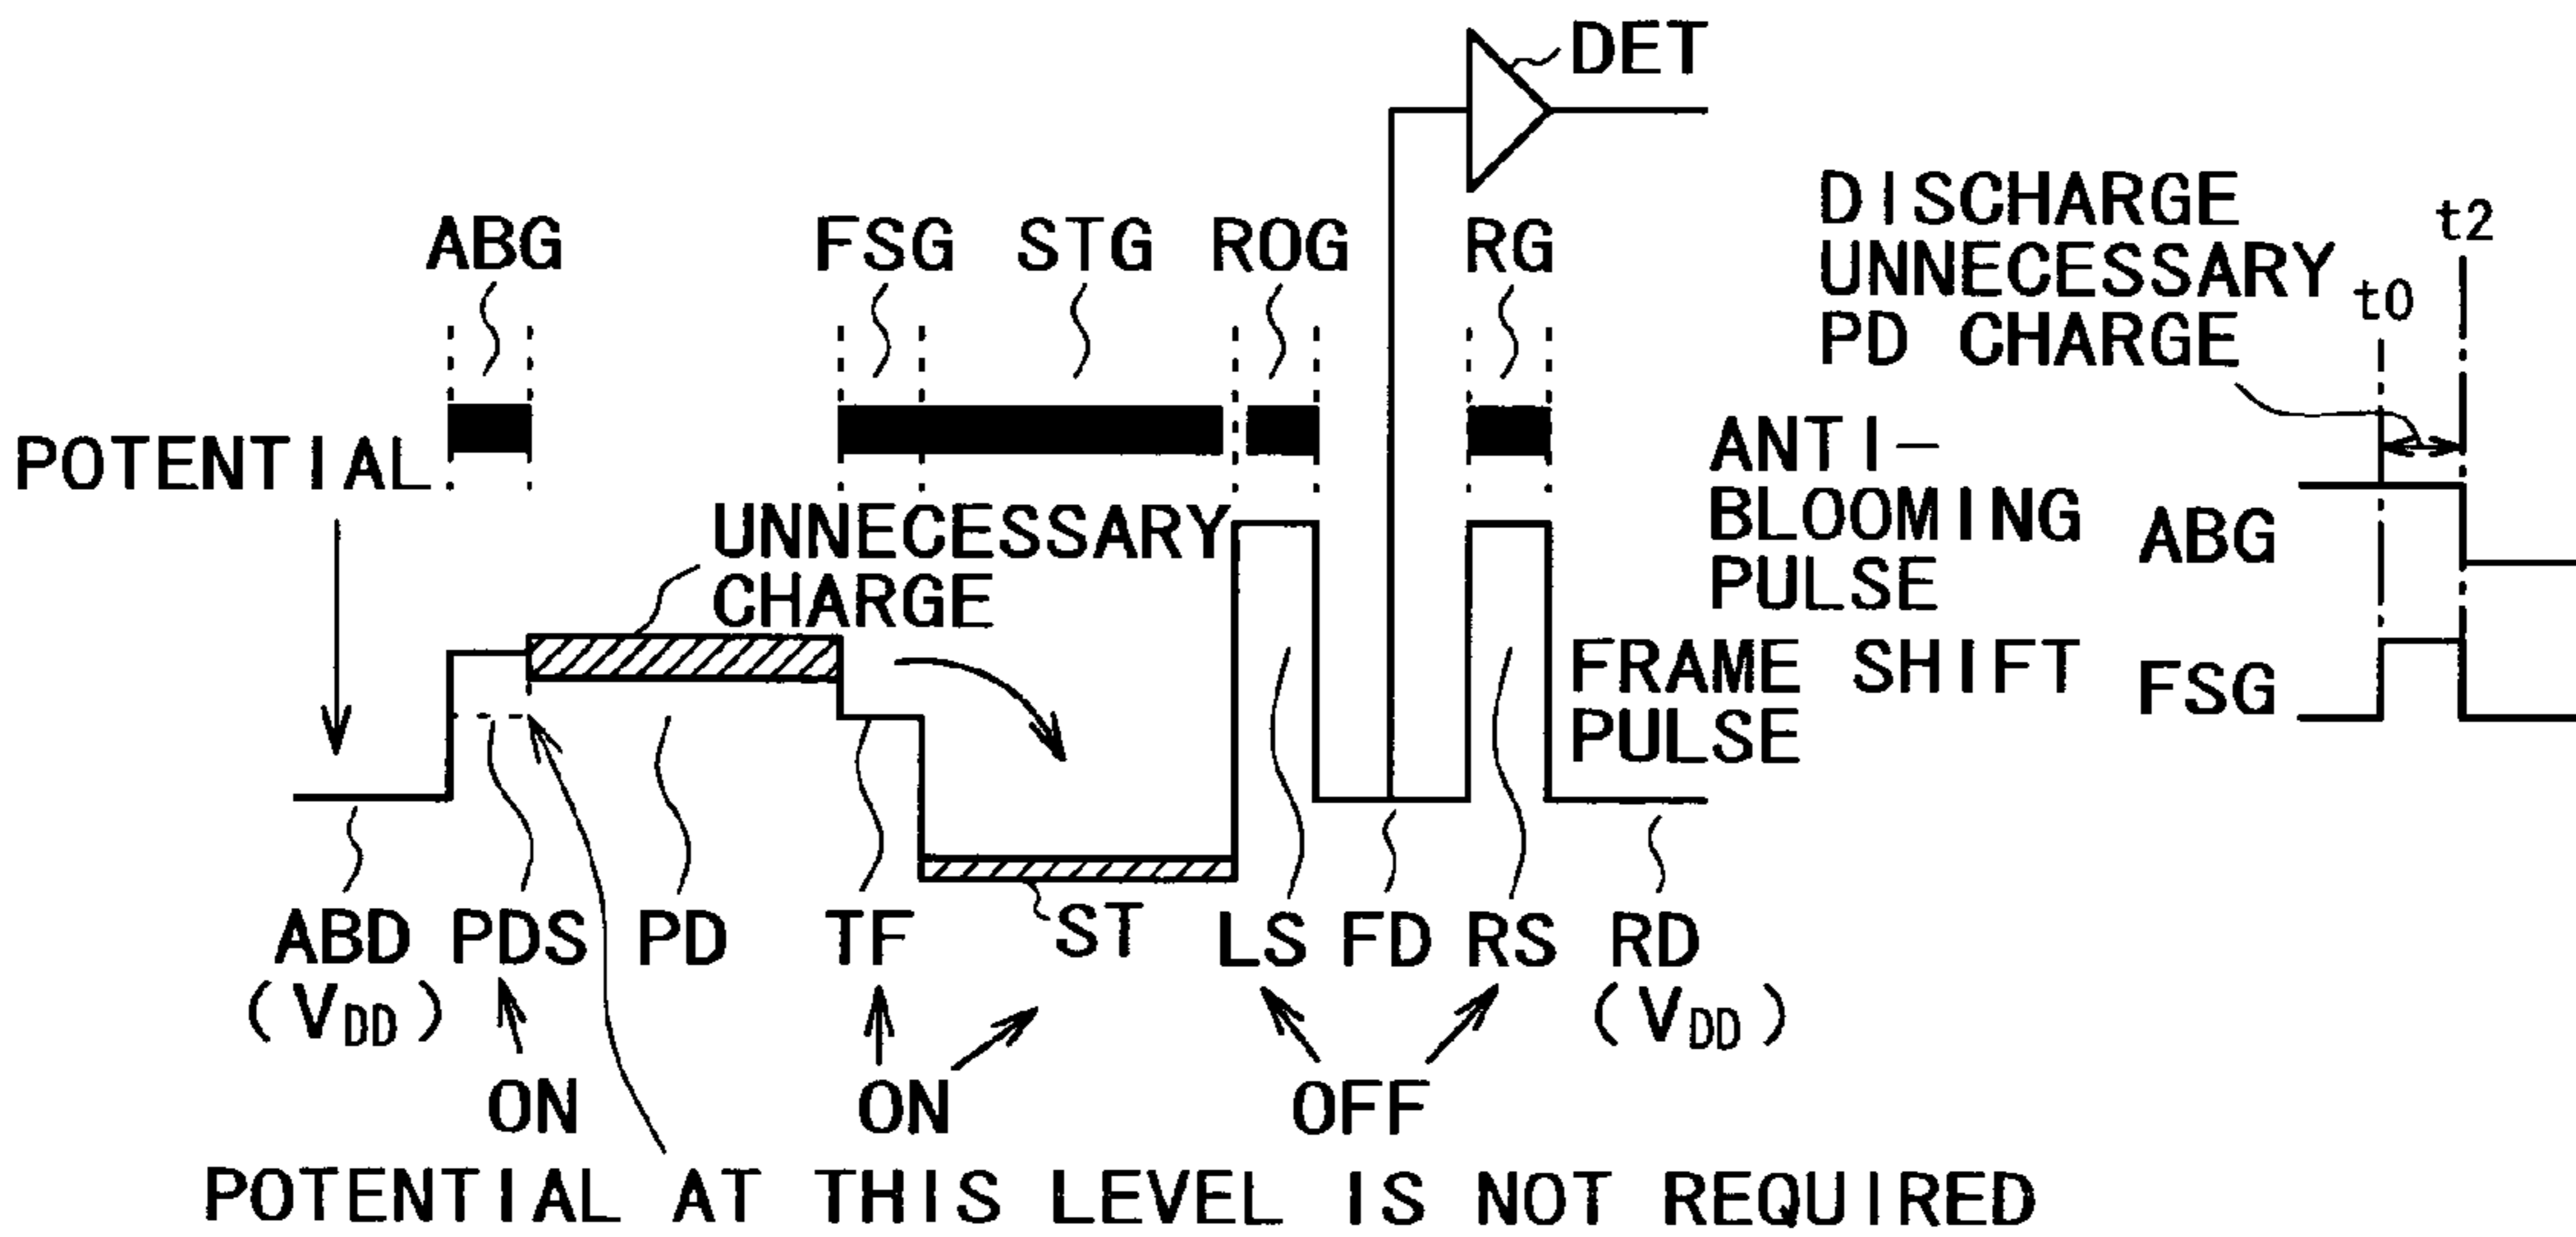 DET
DISCHARGE
UNNECESSARY
PD CHARGE
t0
t2
ABG
FSG
STG
ROG
RG
POTENTIAL
UNNECESSARY
CHARGE
ANTI-
BLOOMING
PULSE
ABG
FRAME SHIFT
PULSE
FSG
ABD
(VDD)
PDS
PD
TF
ST
LS
FD
RS
RD
(VDD)
ON
ON
OFF
POTENTIAL AT THIS LEVEL IS NOT REQUIRED